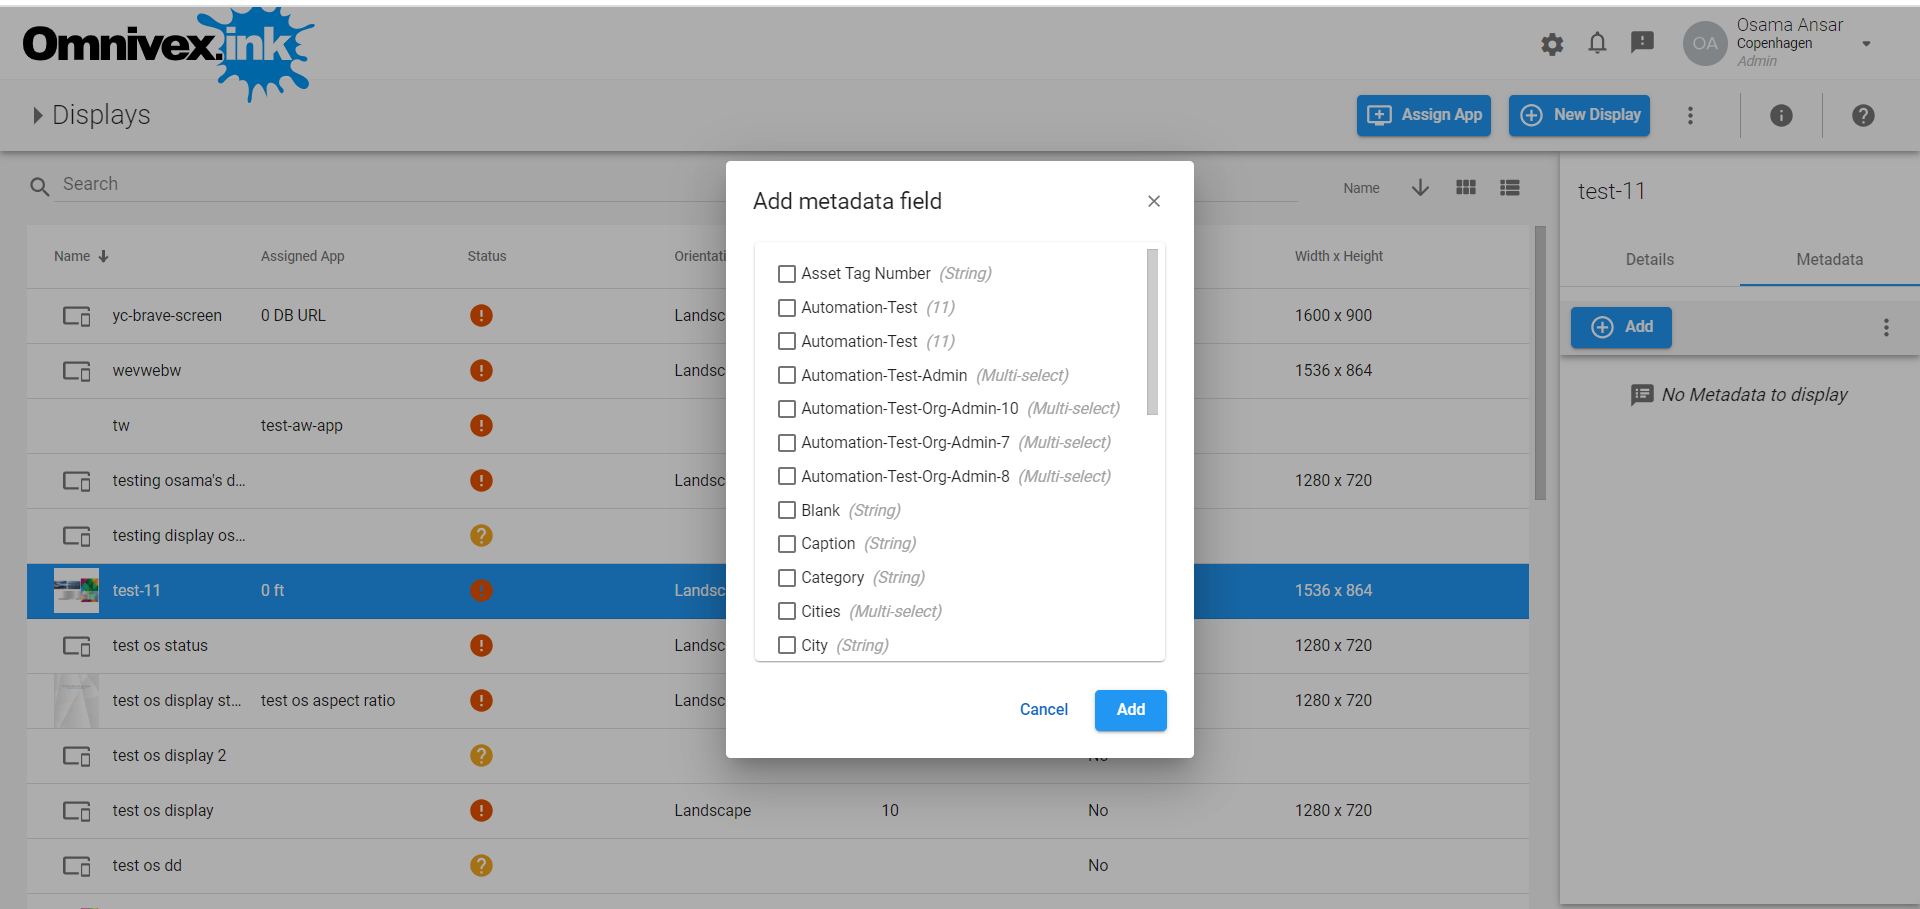 Omnivex.ink
OA
Osama Ansar
Copenhagen
Admin
Displays
Assign App
New Display
Search
Name
Name
Assigned App
Status
Orientati
Width x Height
yc-brave-screen 0 DB URL Landsc 1600 x 900
wevwebw Landsc 1536 x 864
tw test-aw-app
testing osama's d... Landsc 1280 x 720
testing display os...
test-11 0 ft Landsc 1536 x 864
test os status Landsc 1280 x 720
test os display st... test os aspect ratio Landsc 1280 x 720
test os display 2 No
test os display Landscape 10 No 1280 x 720
test os dd No
Add metadata field
Asset Tag Number (String)
Automation-Test (11)
Automation-Test (11)
Automation-Test-Admin (Multi-select)
Automation-Test-Org-Admin-10 (Multi-select)
Automation-Test-Org-Admin-7 (Multi-select)
Automation-Test-Org-Admin-8 (Multi-select)
Blank (String)
Caption (String)
Category (String)
Cities (Multi-select)
City (String)
Cancel
Add
test-11
Details
Metadata
Add
No Metadata to display